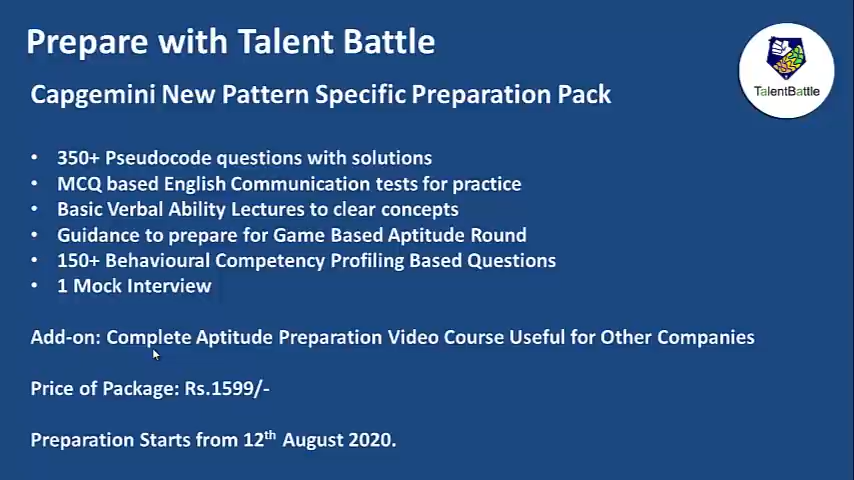 Prepare with Talent Battle
TalentBattle
Capgemini New Pattern Specific Preparation Pack
• 350+ Pseudocode questions with solutions
• MCQ based English Communication tests for practice
• Basic Verbal Ability Lectures to clear concepts
• Guidance to prepare for Game Based Aptitude Round
• 150+ Behavioural Competency Profiling Based Questions
• 1 Mock Interview
Add-on: Complete Aptitude Preparation Video Course Useful for Other Companies
Price of Package: Rs.1599/-
Preparation Starts from 12th August 2020.